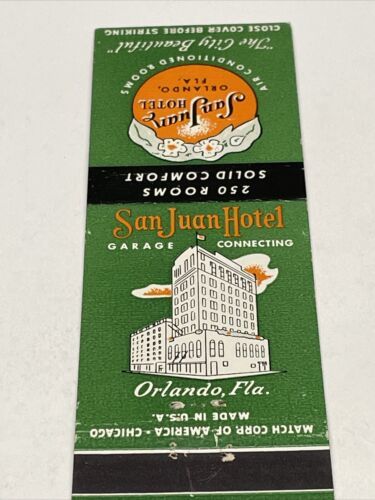 CLOSE COVER BEFORE STRIKING
"The City Beautiful"
AIR CONDITIONED ROOMS
San Juan
HOTEL
ORLANDO,
FLA.
250 ROOMS
SOLID COMFORT
San Juan Hotel
GARAGE CONNECTING
Orlando, Fla.
MATCH CORP. OF AMERICA - CHICAGO
MADE IN U.S.A.